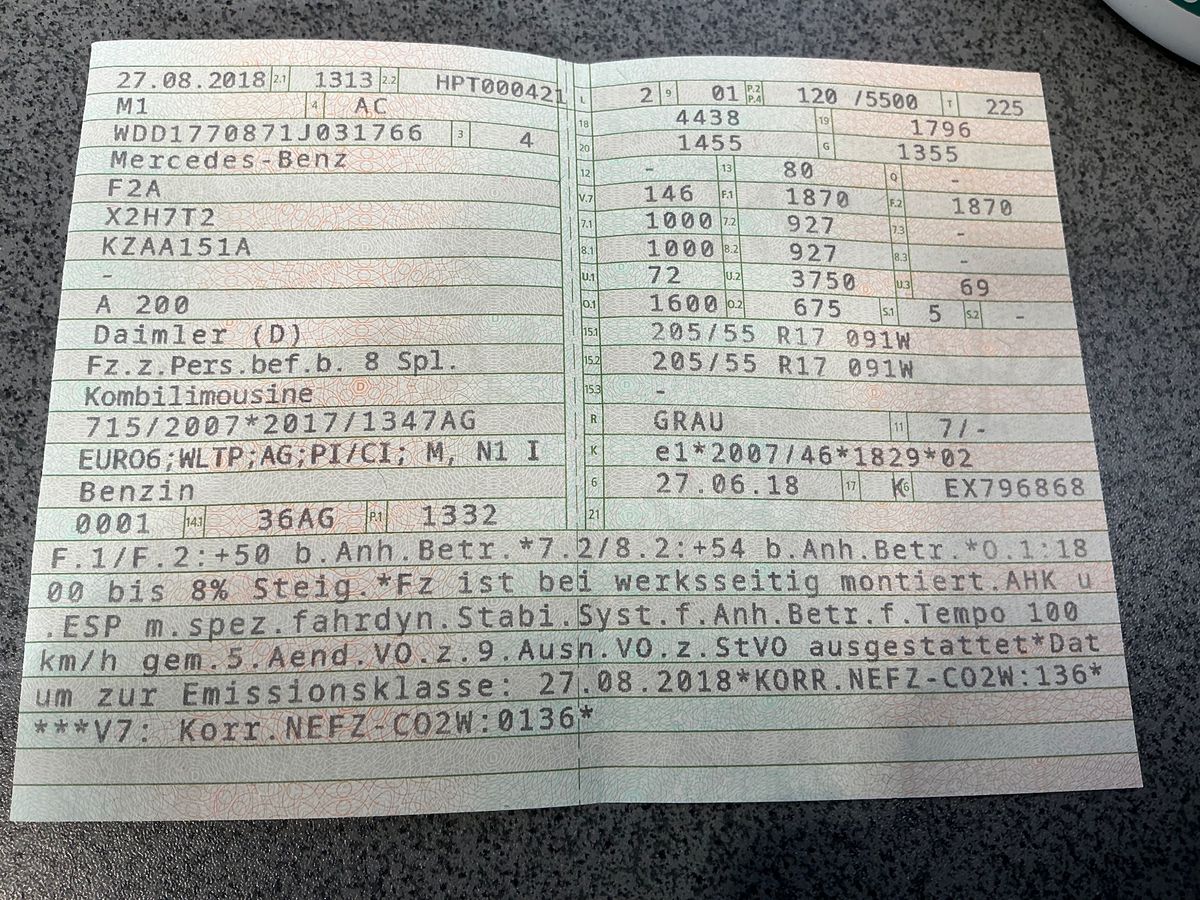 27.08.2018 2.1 1313 2.2 HPT000421
M1 4 AC
WDD1770871J031766 3 4
Mercedes-Benz
F2A
X2H7T2
KZAA151A
-
A 200
Daimler (D)
Fz.z.Pers.bef.b. 8 Spl.
Kombilimousine
715/2007*2017/1347AG
EURO6;WLTP;AG;PI/CI; M, N1 I
Benzin
0001 14.1 36AG P.1 1332
L 2 9 01 P.2 P.4 120 /5500 T 225
18 4438 19 1796
20 1455 G 1355
12 - 13 80 Q -
V.7 146 F.1 1870 F.2 1870
7.1 1000 7.2 927 7.3 -
8.1 1000 8.2 927 8.3 -
U.1 72 U.2 3750 U.3 69
O.1 1600 O.2 675 S.1 5 S.2 -
15.1 205/55 R17 091W
15.2 205/55 R17 091W
15.3 -
R GRAU 11 7/-
K e1*2007/46*1829*02
6 27.06.18 17 K 16 EX796868
21
F.1/F.2:+50 b.Anh.Betr.*7.2/8.2:+54 b.Anh.Betr.*O.1:18
00 bis 8% Steig.*Fz ist bei werksseitig montiert.AHK u
.ESP m.spez.fahrdyn.Stabi.Syst.f.Anh.Betr.f.Tempo 100
km/h gem.5.Aend.VO.z.9.Ausn.VO.z.StVO ausgestattet*Dat
um zur Emissionsklasse: 27.08.2018*KORR.NEFZ-CO2W:136*
***V7: Korr.NEFZ-CO2W:0136*